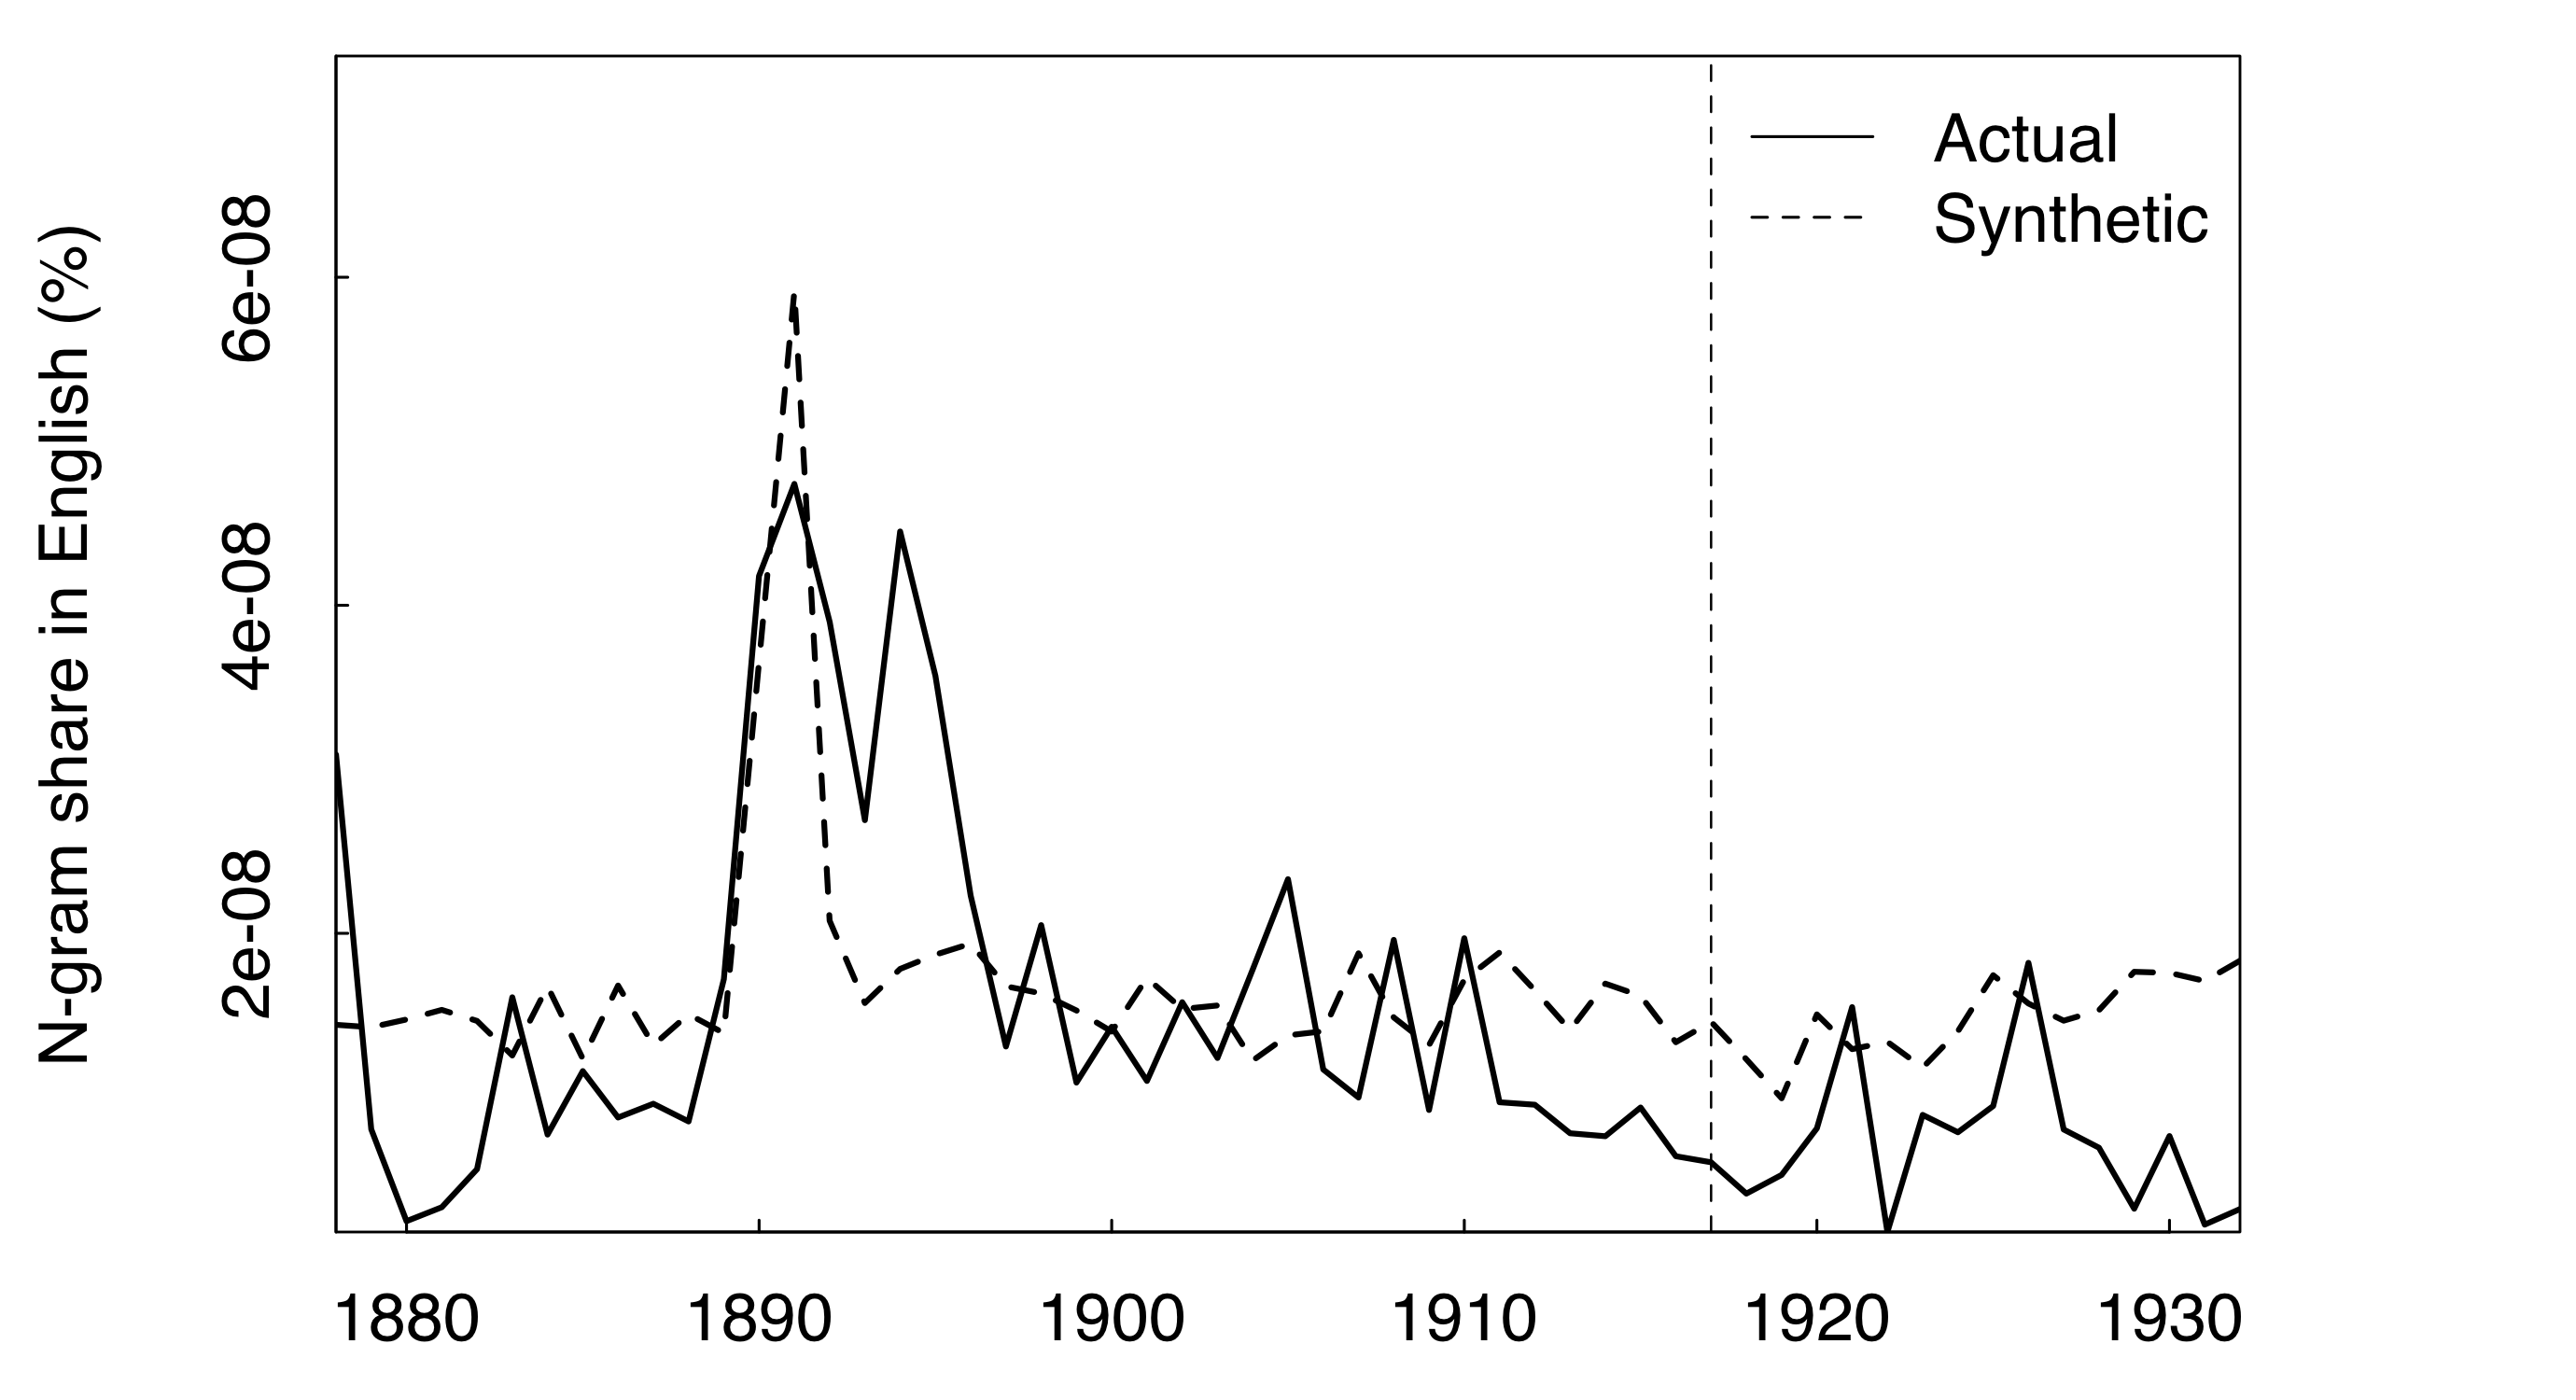 N-gram share in English (%)
6e-08
4e-08
2e-08
Actual
Synthetic
1880 1890 1900 1910 1920 1930